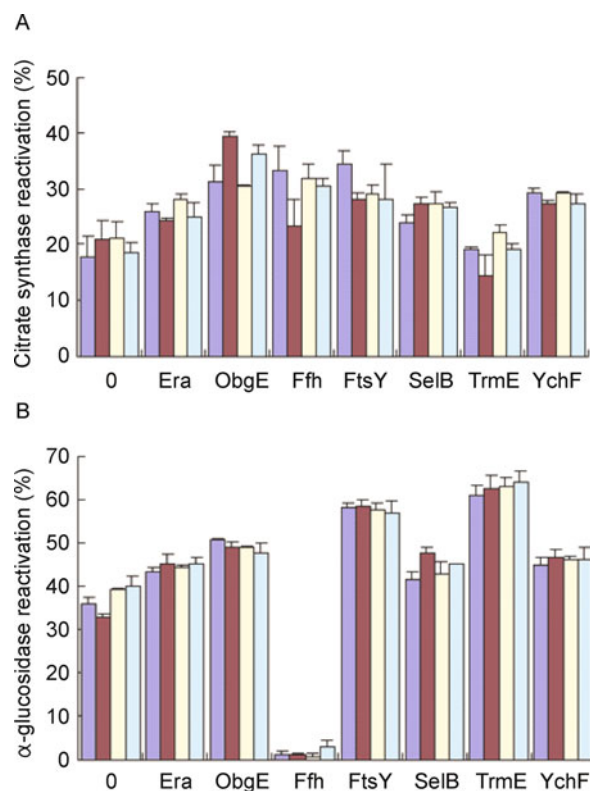 A
Citrate synthase reactivation (%)
50
40
30
20
10
0
0 Era ObgE Ffh FtsY SelB TrmE YchF
B
α-glucosidase reactivation (%)
70
60
50
40
30
20
10
0
0 Era ObgE Ffh FtsY SelB TrmE YchF